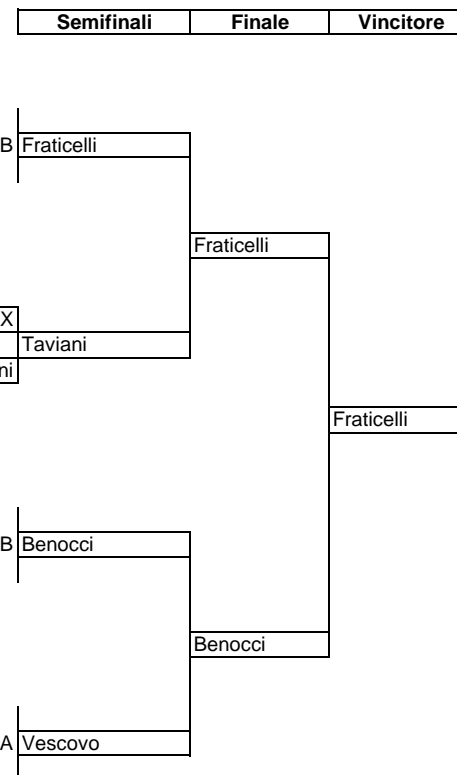 Semifinali Finale Vincitore
B Fraticelli
Fraticelli
X
Taviani
ni
Fraticelli
B Benocci
Benocci
A Vescovo